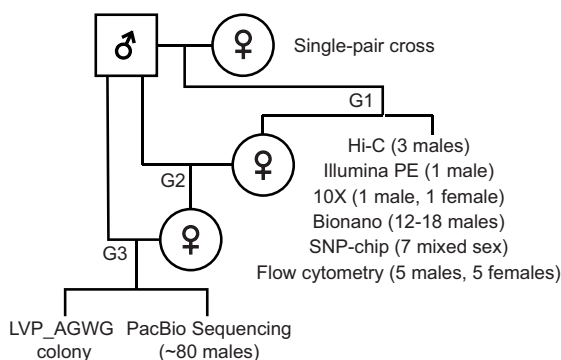 ♂
♀
Single-pair cross
G1
Hi-C (3 males)
Illumina PE (1 male)
10X (1 male, 1 female)
Bionano (12-18 males)
SNP-chip (7 mixed sex)
Flow cytometry (5 males, 5 females)
♀
G2
♀
G3
LVP_AGWG
colony
PacBio Sequencing
(~80 males)